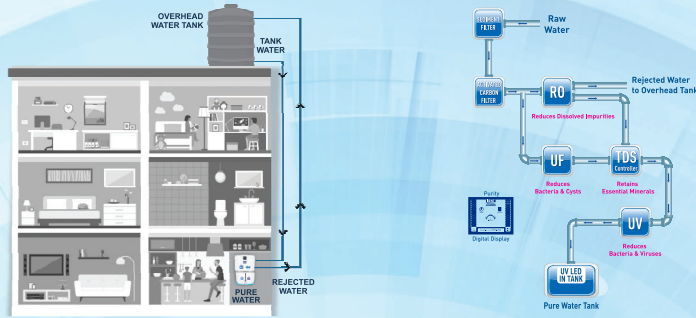 OVERHEAD
WATER TANK
TANK
WATER
PURE
WATER
REJECTED
WATER
SEDIMENT
FILTER
Raw
Water
ACTIVATED
CARBON
FILTER
RO
Rejected Water
to Overhead Tank
Reduces Dissolved Impurities
UF
Reduces
Bacteria & Cysts
TDS
Controller
Retains
Essential Minerals
Purity
Digital Display
UV
Reduces
Bacteria & Viruses
UV LED
IN TANK
Pure Water Tank